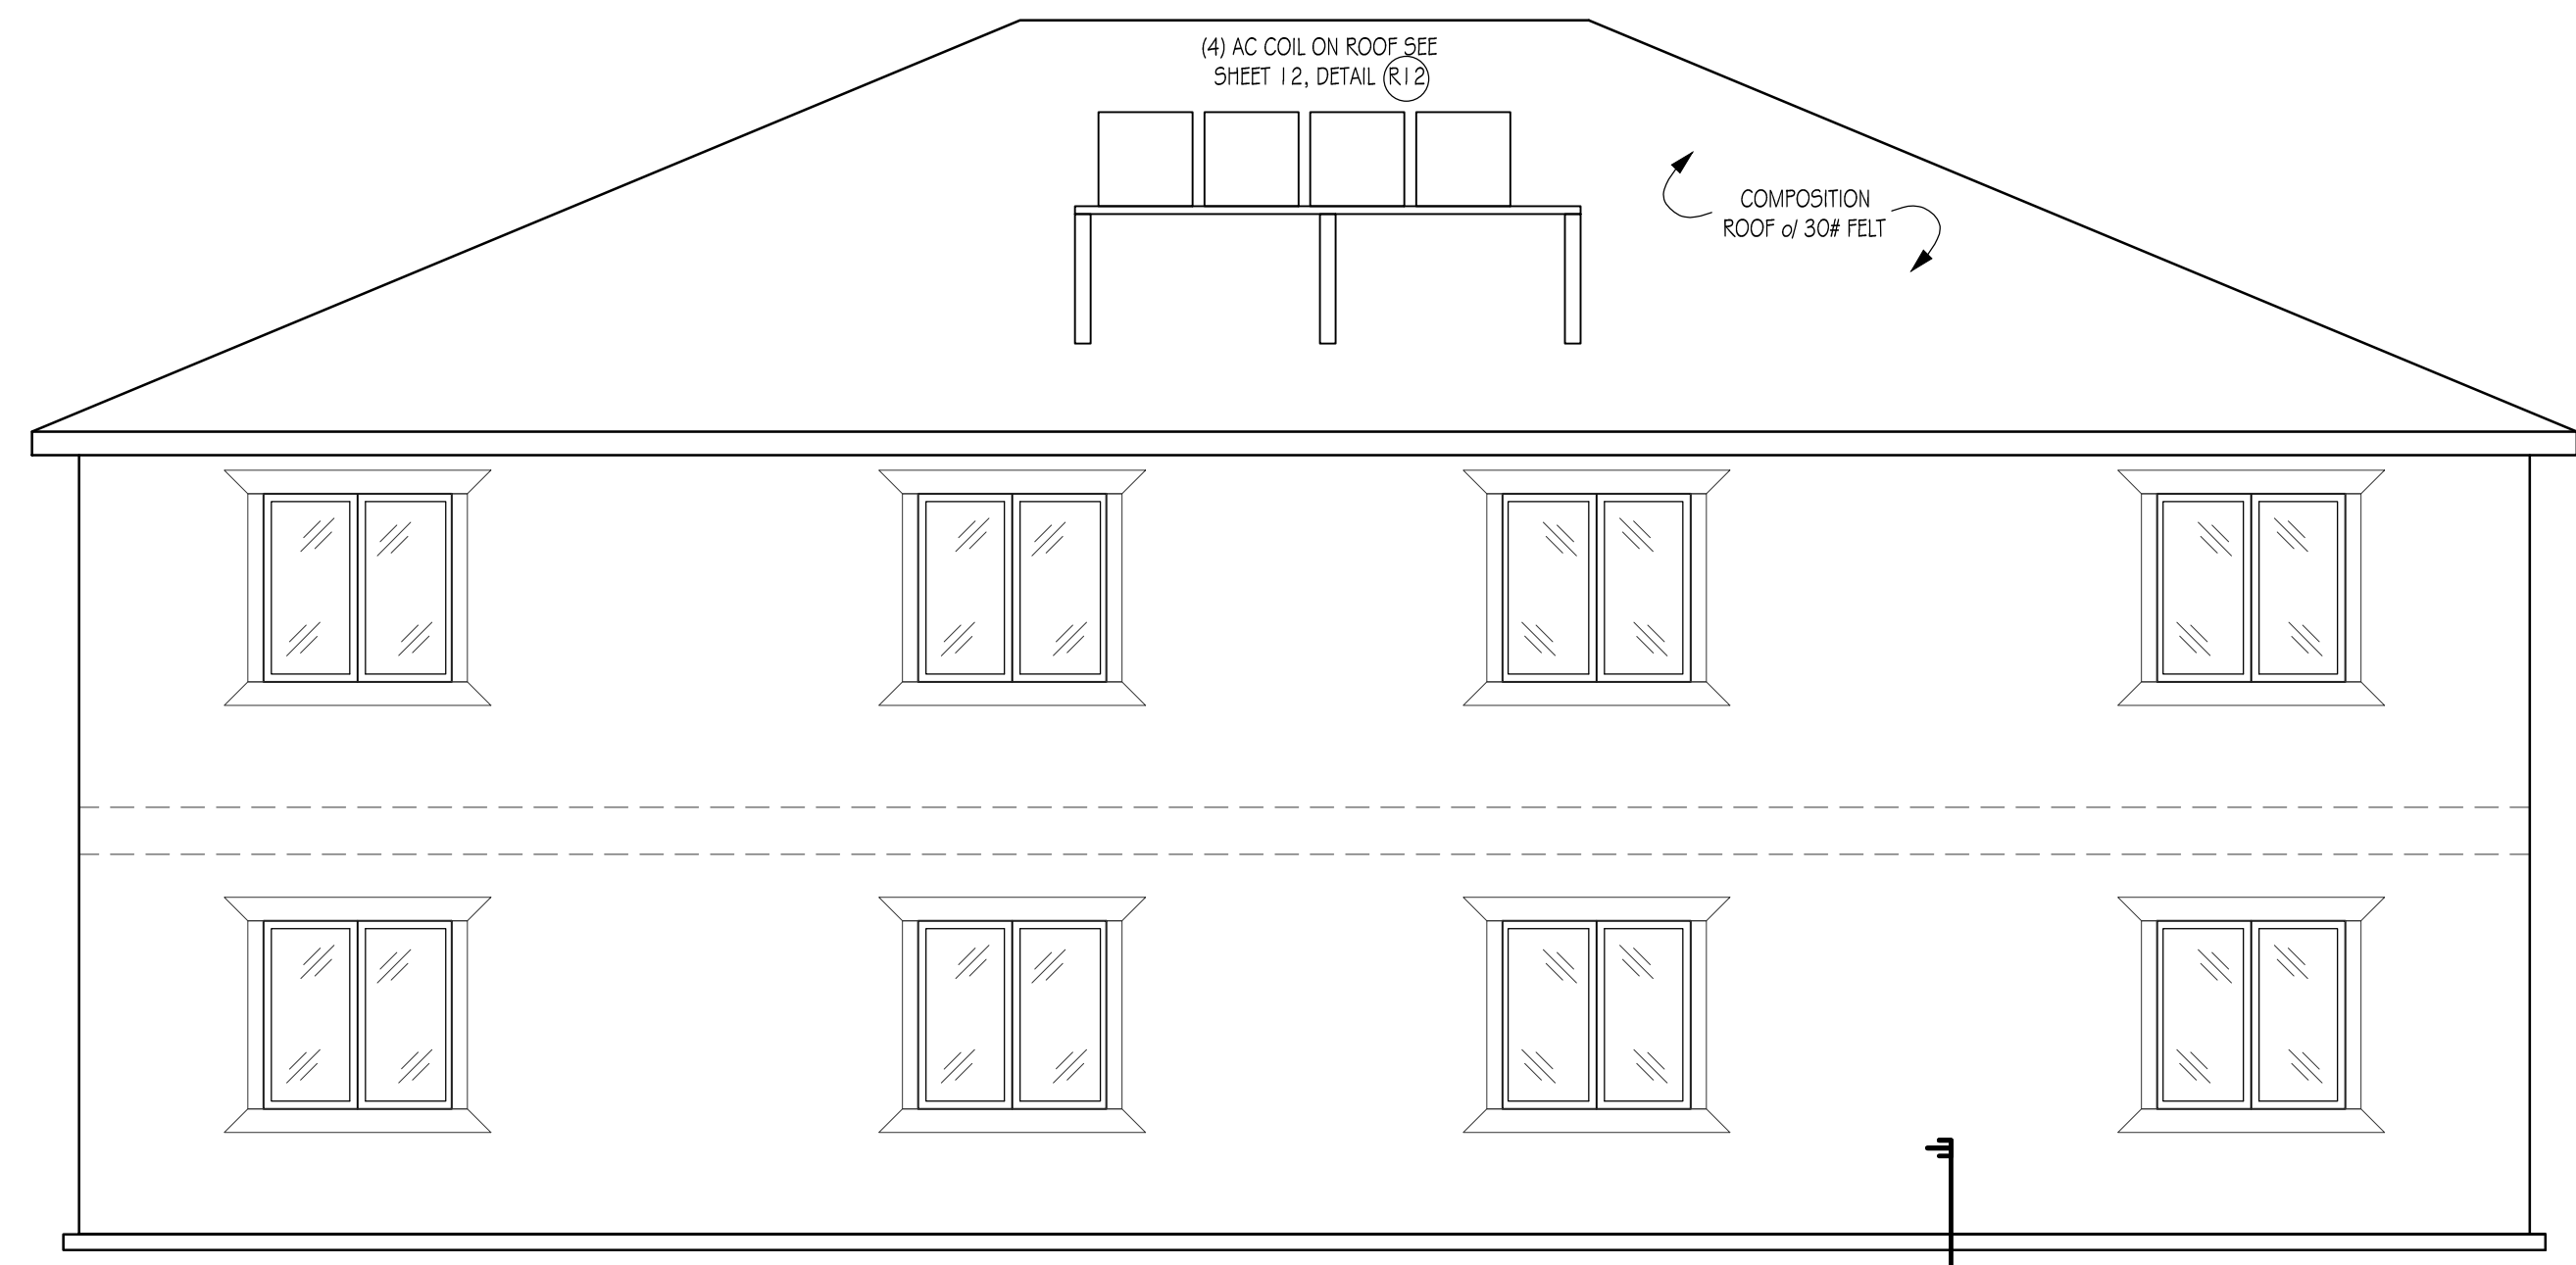 (4) AC COIL ON ROOF SEE
SHEET 12, DETAIL R12
COMPOSITION
ROOF o/ 30# FELT